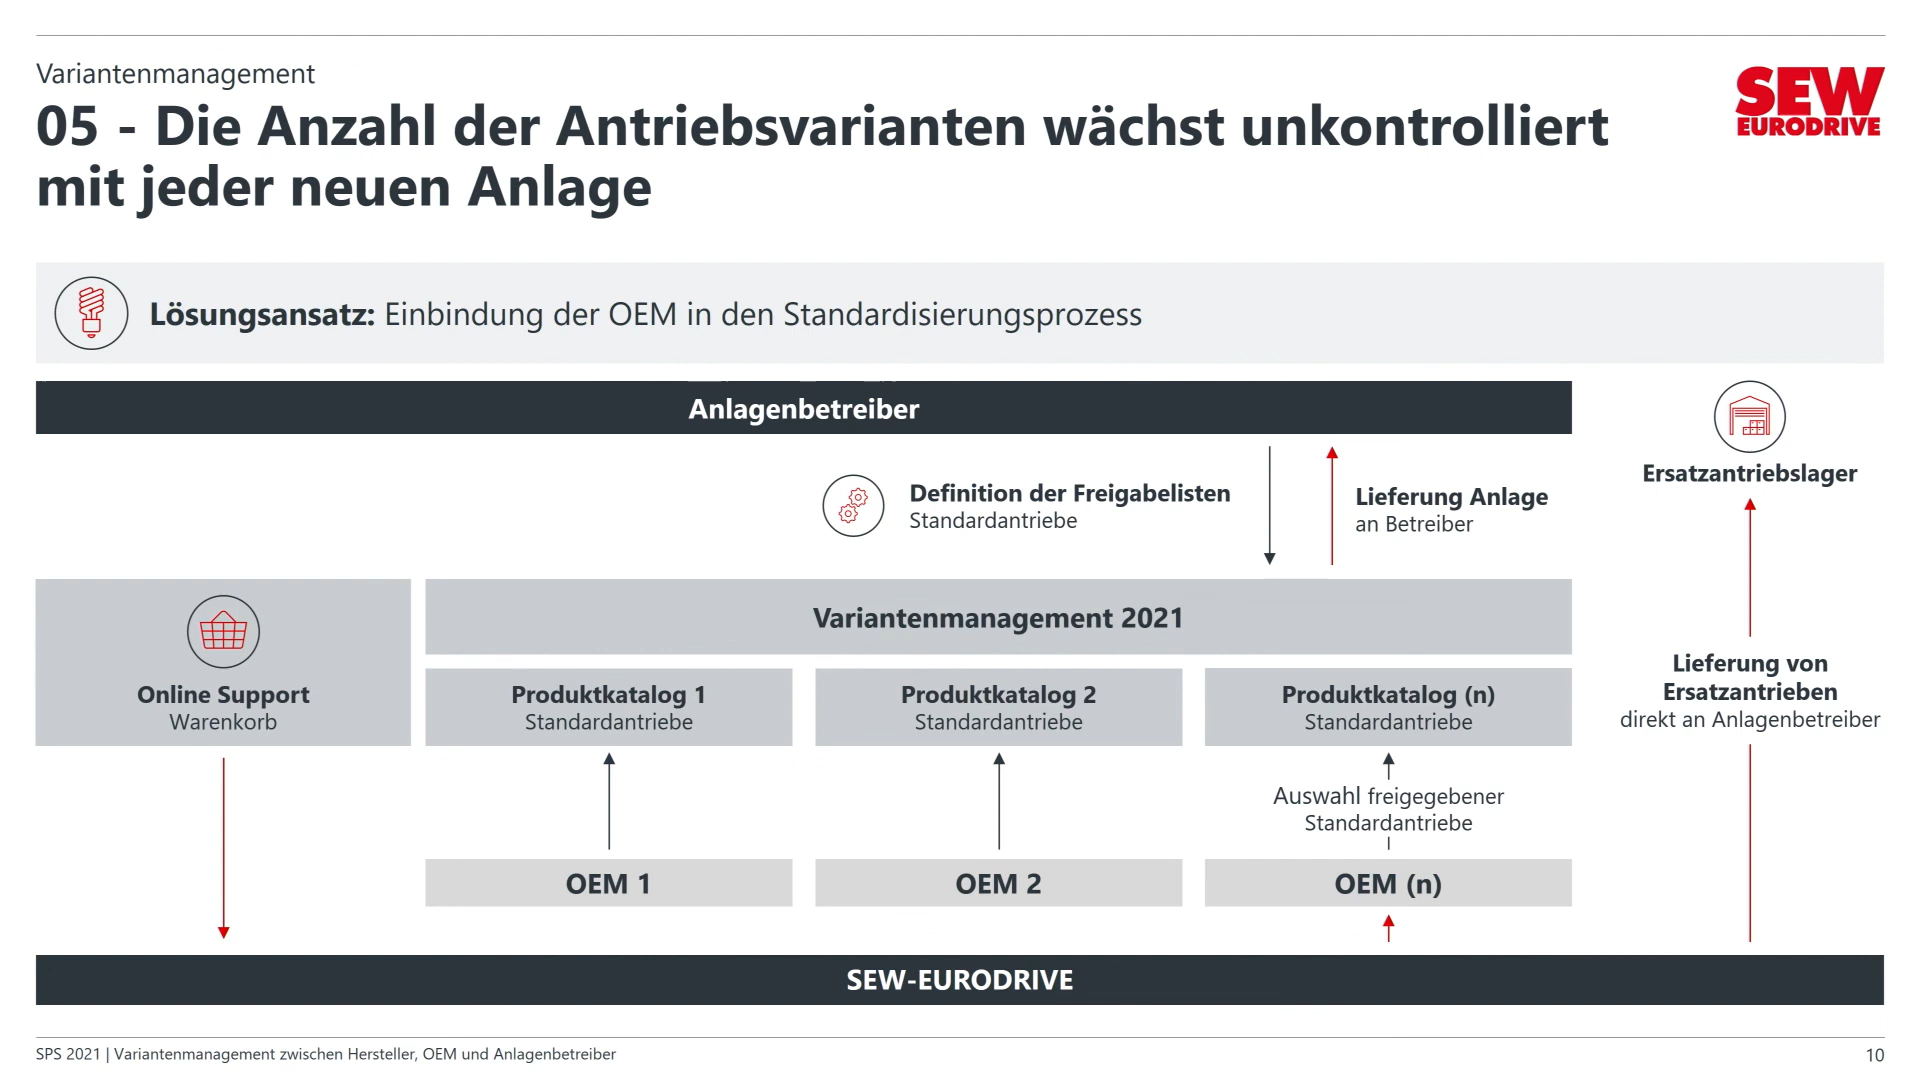 Variantenmanagement
05 - Die Anzahl der Antriebsvarianten wächst unkontrolliert
mit jeder neuen Anlage
SEW
EURODRIVE
Lösungsansatz: Einbindung der OEM in den Standardisierungsprozess
Anlagenbetreiber
Definition der Freigabelisten
Standardantriebe
Lieferung Anlage
an Betreiber
Ersatzantriebslager
Variantenmanagement 2021
Online Support
Warenkorb
Produktkatalog 1
Standardantriebe
Produktkatalog 2
Standardantriebe
Produktkatalog (n)
Standardantriebe
Lieferung von
Ersatzantrieben
direkt an Anlagenbetreiber
Auswahl freigegebener
Standardantriebe
OEM 1
OEM 2
OEM (n)
SEW-EURODRIVE
SPS 2021 | Variantenmanagement zwischen Hersteller, OEM und Anlagenbetreiber
10